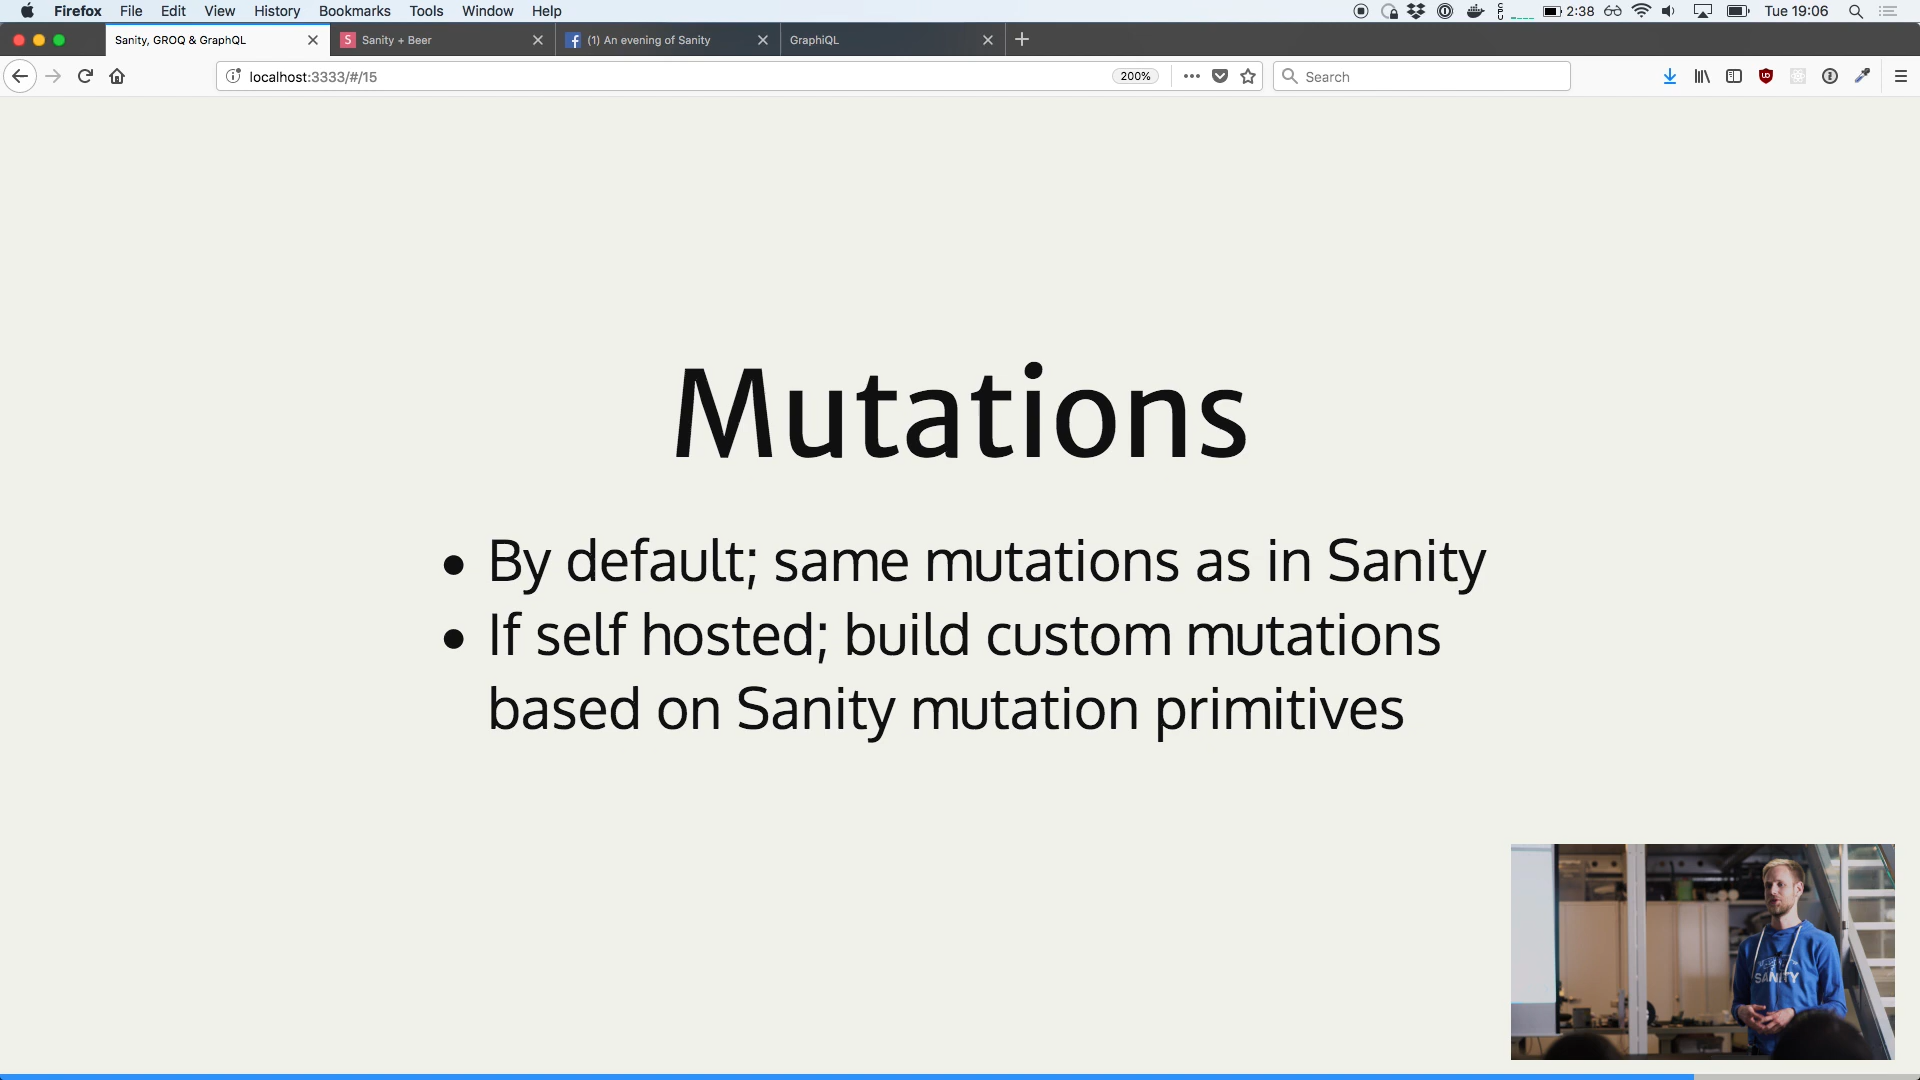 Firefox File Edit View History Bookmarks Tools Window Help 2:38 Tue 19:06
Sanity, GROQ & GraphQL S Sanity + Beer (1) An evening of Sanity GraphiQL
localhost:3333/#/15 200% Search
Mutations
• By default; same mutations as in Sanity
• If self hosted; build custom mutations
based on Sanity mutation primitives
SANITY